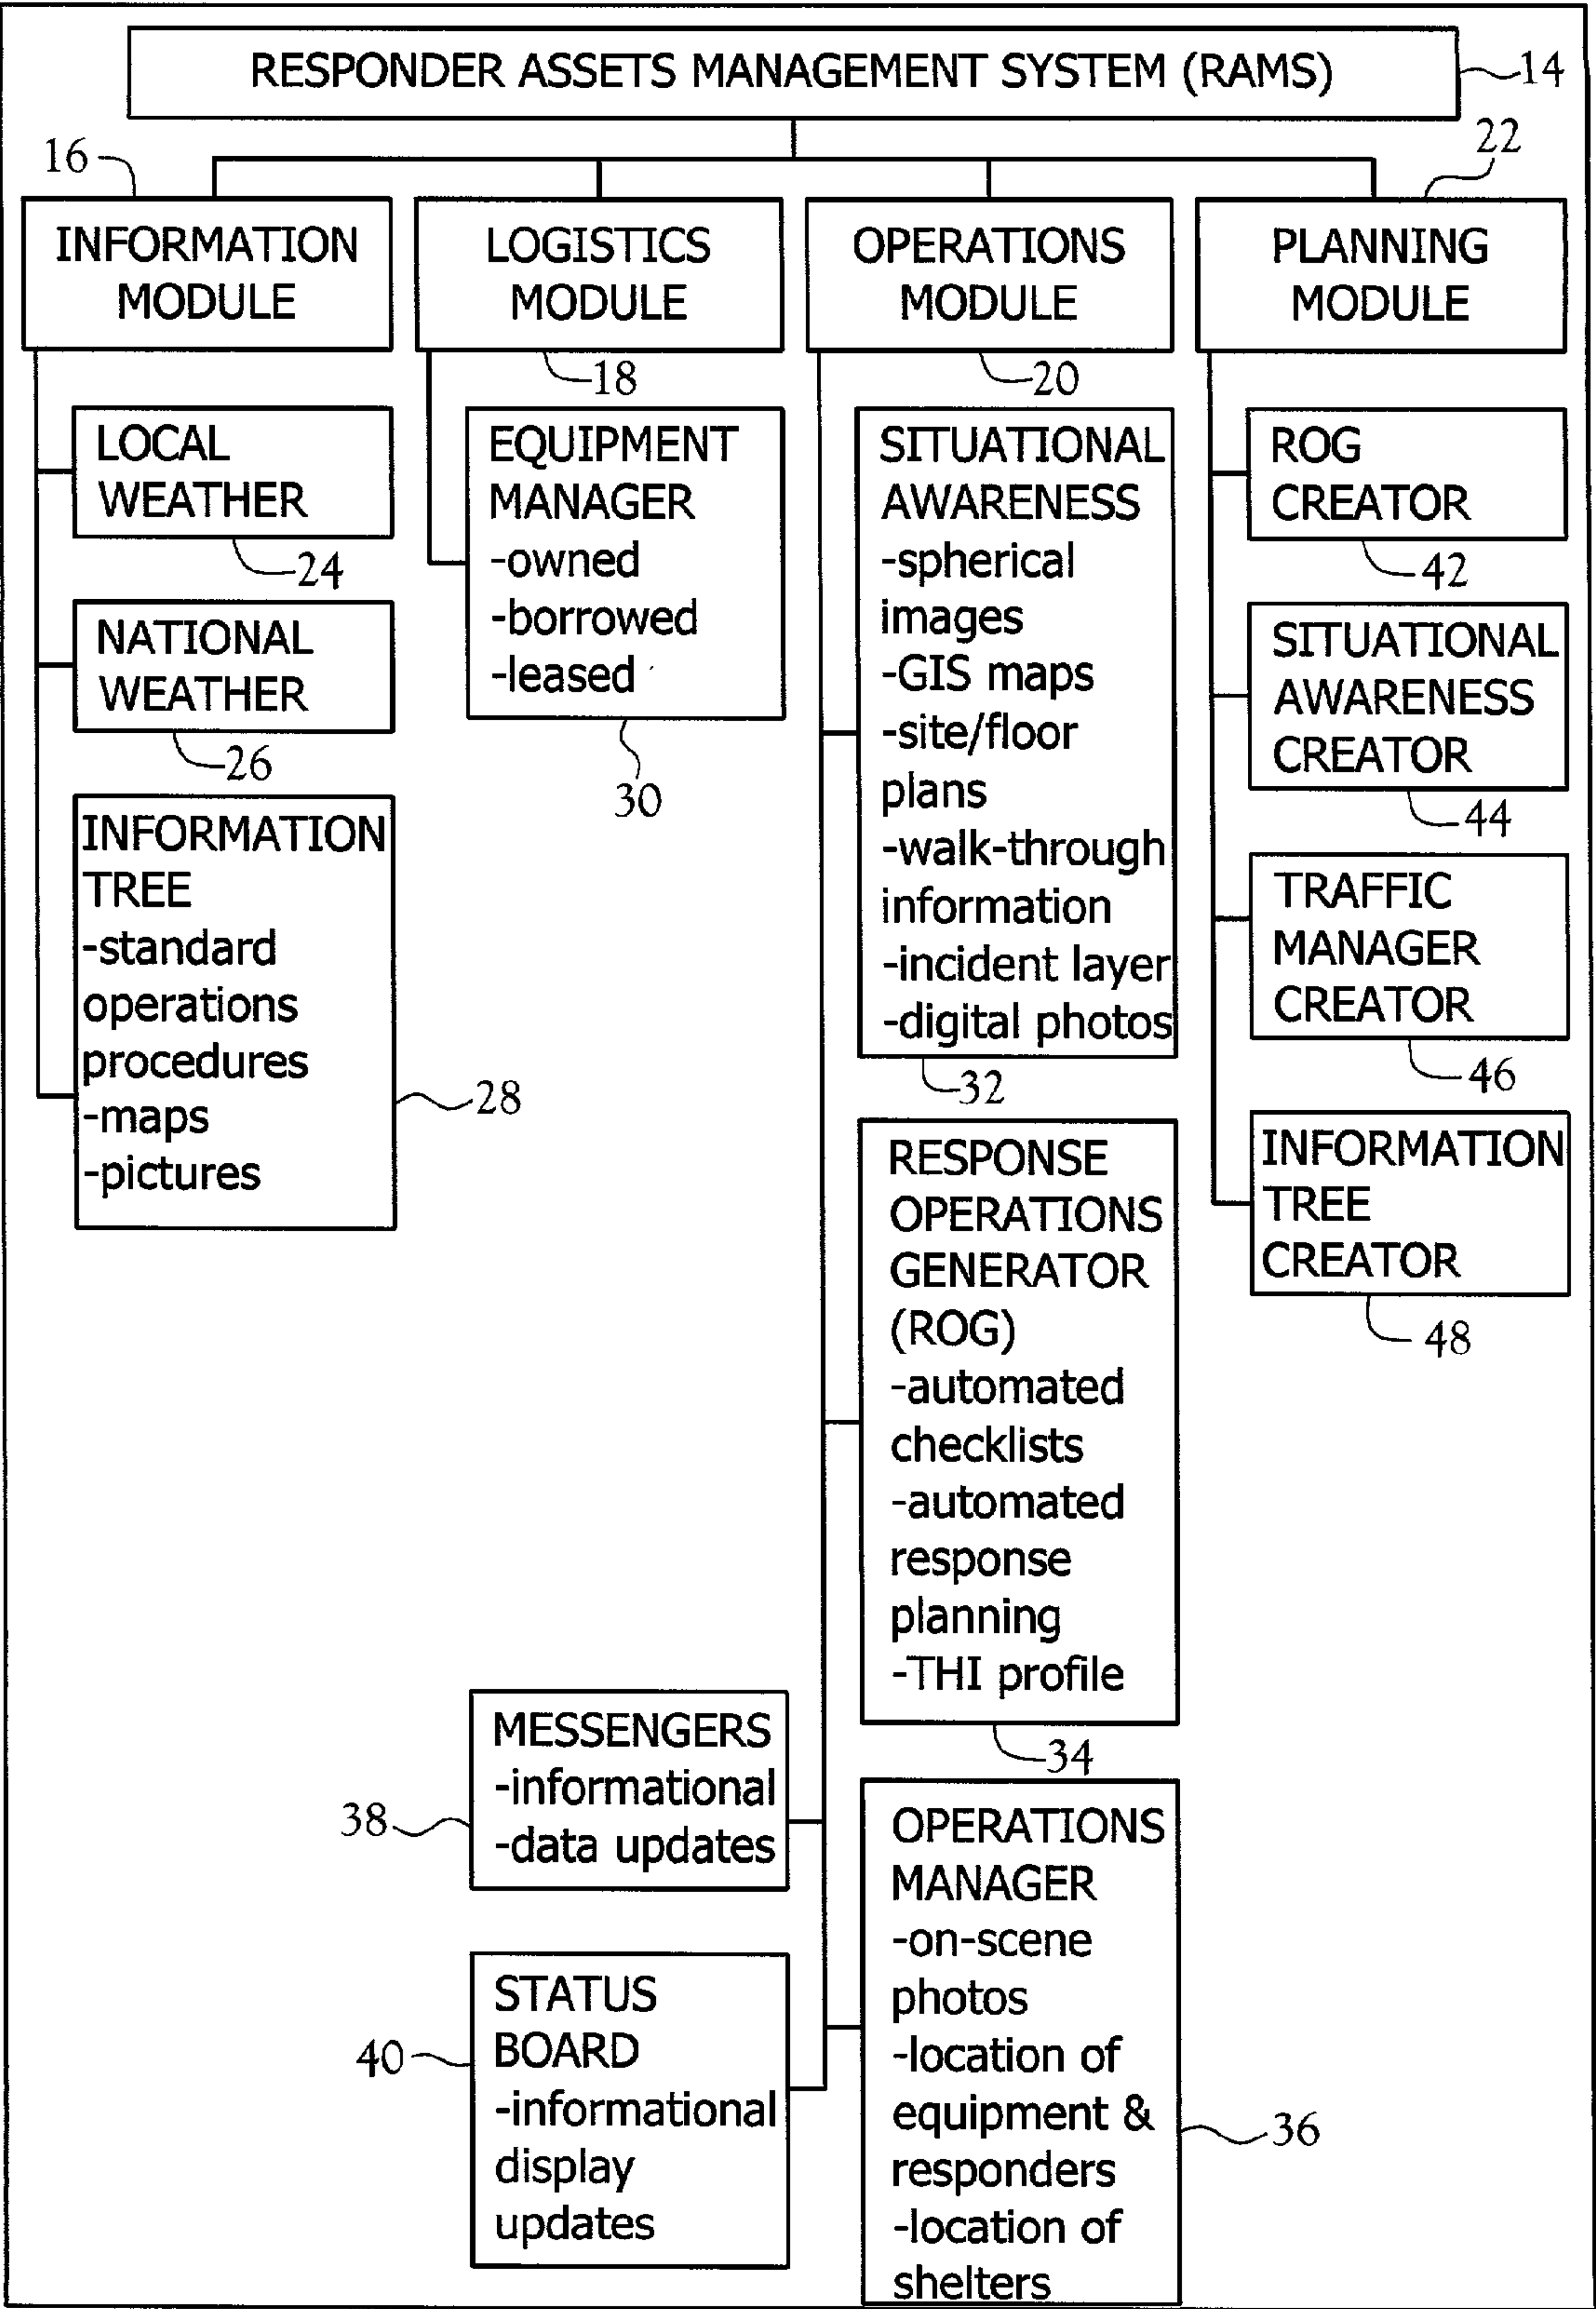 RESPONDER ASSETS MANAGEMENT SYSTEM (RAMS)
14
16
22
INFORMATION
MODULE
LOGISTICS
MODULE
18
OPERATIONS
MODULE
20
PLANNING
MODULE
LOCAL
WEATHER
24
NATIONAL
WEATHER
26
INFORMATION
TREE
-standard
operations
procedures
-maps
-pictures
28
EQUIPMENT
MANAGER
-owned
-borrowed
-leased
30
SITUATIONAL
AWARENESS
-spherical
images
-GIS maps
-site/floor
plans
-walk-through
information
-incident layer
-digital photos
32
RESPONSE
OPERATIONS
GENERATOR
(ROG)
-automated
checklists
-automated
response
planning
-THI profile
34
OPERATIONS
MANAGER
-on-scene
photos
-location of
equipment &
responders
-location of
shelters
36
MESSENGERS
-informational
-data updates
38
STATUS
BOARD
-informational
display
updates
40
ROG
CREATOR
42
SITUATIONAL
AWARENESS
CREATOR
44
TRAFFIC
MANAGER
CREATOR
46
INFORMATION
TREE
CREATOR
48